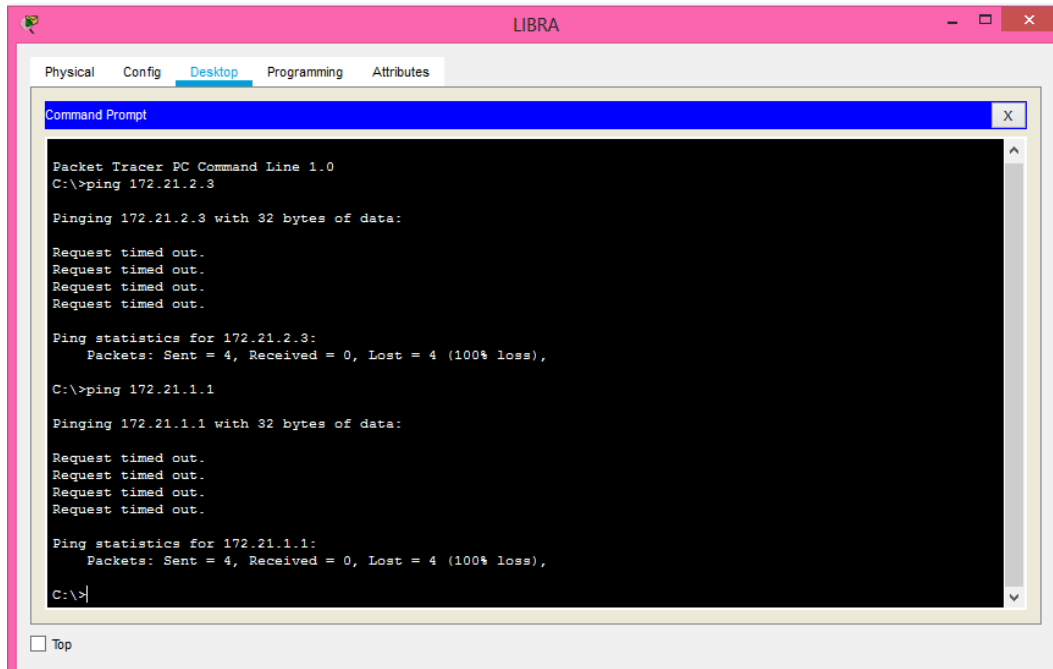 LIBRA
Physical Config Desktop Programming Attributes
Command Prompt
X
Packet Tracer PC Command Line 1.0
C:\>ping 172.21.2.3
Pinging 172.21.2.3 with 32 bytes of data:
Request timed out.
Request timed out.
Request timed out.
Request timed out.
Ping statistics for 172.21.2.3:
Packets: Sent = 4, Received = 0, Lost = 4 (100% loss),
C:\>ping 172.21.1.1
Pinging 172.21.1.1 with 32 bytes of data:
Request timed out.
Request timed out.
Request timed out.
Request timed out.
Ping statistics for 172.21.1.1:
Packets: Sent = 4, Received = 0, Lost = 4 (100% loss),
C:\>
Top